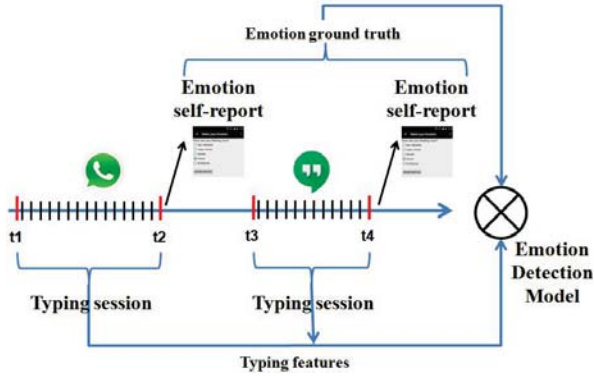 Emotion ground truth
Emotion
self-report
Emotion
self-report
t1
t2
t3
t4
Typing session
Typing session
Emotion
Detection
Model
Typing features